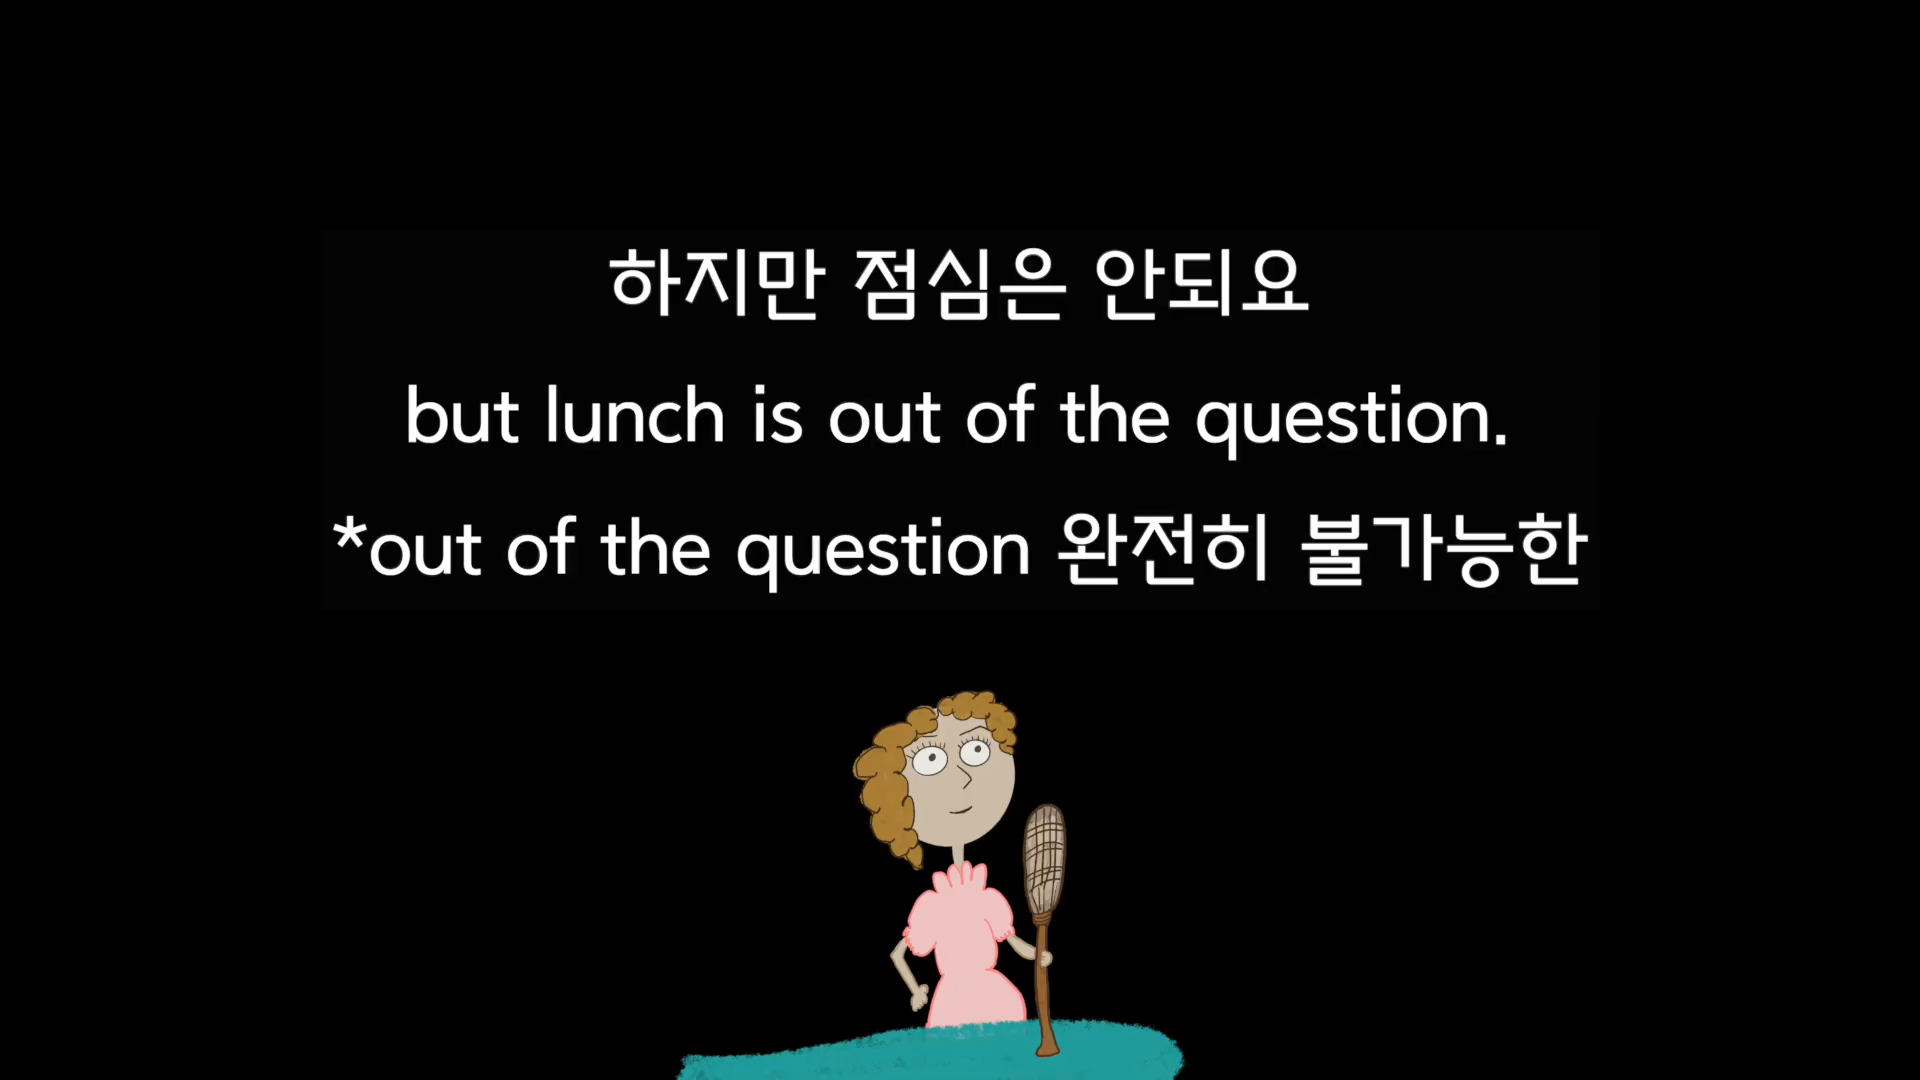 하지만 점심은 안되요
but lunch is out of the question.
*out of the question 완전히 불가능한